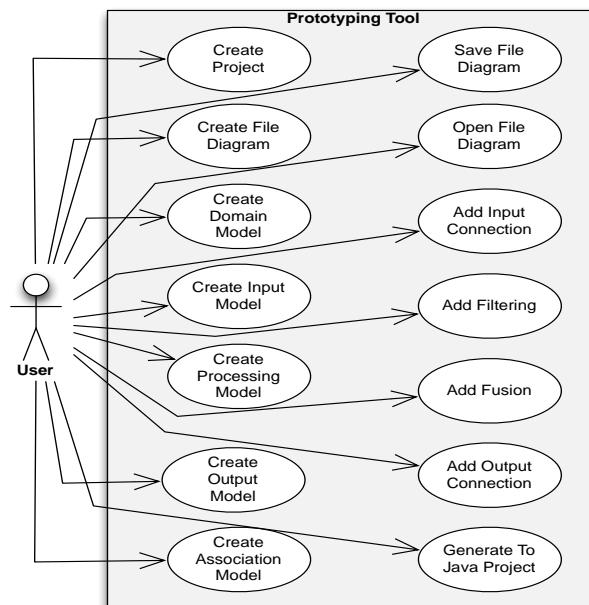 Prototyping Tool
Create
Project
Save File
Diagram
Create File
Diagram
Open File
Diagram
Create
Domain
Model
Add Input
Connection
Create Input
Model
Add Filtering
User
Create
Processing
Model
Add Fusion
Create
Output
Model
Add Output
Connection
Create
Association
Model
Generate To
Java Project